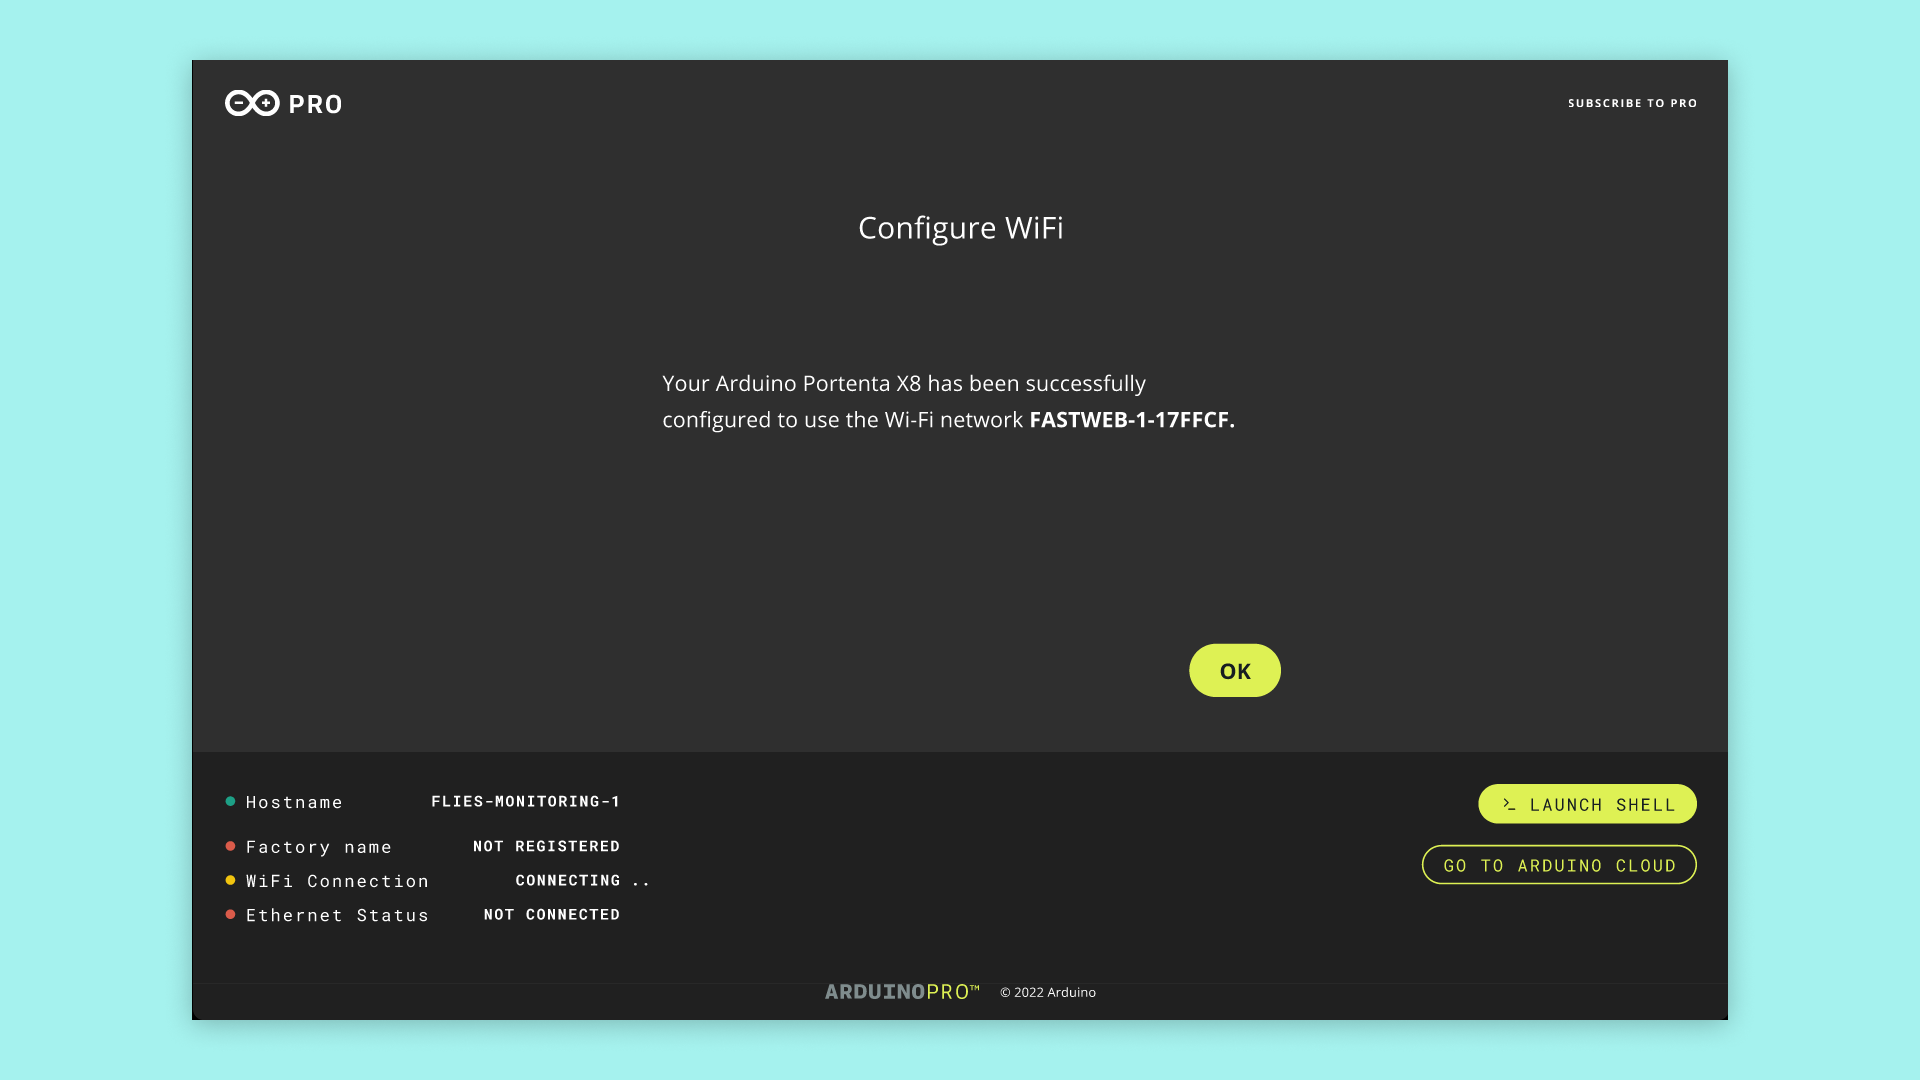 PRO
SUBSCRIBE TO PRO
Configure WiFi
Your Arduino Portenta X8 has been successfully
configured to use the Wi-Fi network FASTWEB-1-17FFCF.
OK
Hostname FLIES-MONITORING-1
Factory name NOT REGISTERED
WiFi Connection CONNECTING ..
Ethernet Status NOT CONNECTED
>_ LAUNCH SHELL
GO TO ARDUINO CLOUD
ARDUINOPRO™ © 2022 Arduino